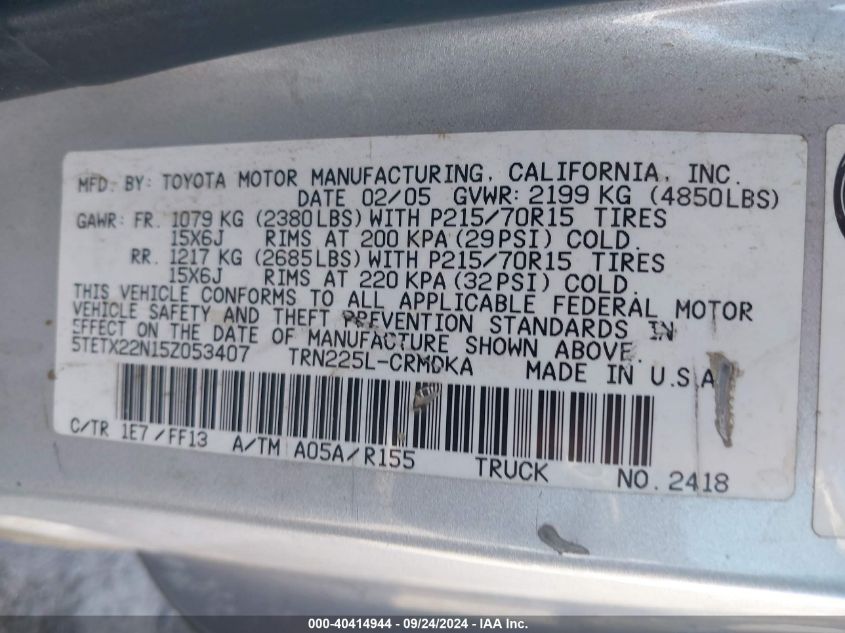 MFD. BY: TOYOTA MOTOR MANUFACTURING, CALIFORNIA, INC.
DATE 02/05 GVWR: 2199 KG (4850LBS)
GAWR: FR. 1079 KG (2380LBS) WITH P215/70R15 TIRES
15X6J RIMS AT 200 KPA (29PSI) COLD.
RR. 1217 KG (2685LBS) WITH P215/70R15 TIRES
15X6J RIMS AT 220 KPA (32PSI) COLD.
THIS VEHICLE CONFORMS TO ALL APPLICABLE FEDERAL MOTOR
VEHICLE SAFETY AND THEFT PREVENTION STANDARDS IN
EFFECT ON THE DATE OF MANUFACTURE SHOWN ABOVE.
5TETX22N15Z053407 TRN225L-CRMDKA MADE IN U.S.A
C/TR 1E7/FF13 A/TM A05A/R155 TRUCK NO. 2418
000-40414944 - 09/24/2024 - IAA Inc.